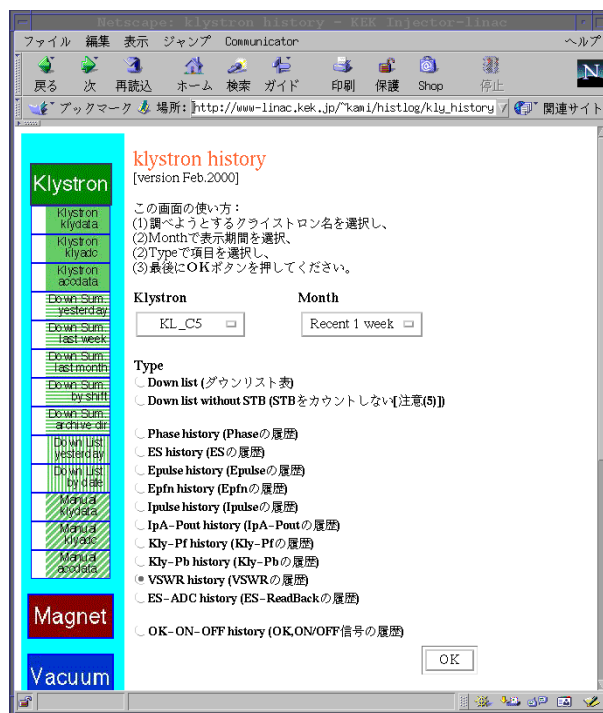 Netscape: klystron history - KEK Injector-linac
ファイル 編集 表示 ジャンプ Communicator ヘルプ
戻る 次 再読込 ホーム 検索 ガイド 印刷 保護 Shop 停止
N
ブックマーク 場所: http://www-linac.kek.jp/~kami/histlog/kly_history 関連サイト
klystron history
[version Feb.2000]
この画面の使い方：
(1)調べようとするクライストロン名を選択し、
(2)Monthで表示期間を選択、
(2)Typeで項目を選択し、
(3)最後にOKボタンを押してください。
Klystron Month
KL_C5 Recent 1 week
Type
Down list (ダウンリスト表)
Down list without STB (STBをカウントしない[注意(5)])
Phase history (Phaseの履歴)
ES history (ESの履歴)
Epulse history (Epulseの履歴)
Epfn history (Epfnの履歴)
Ipulse history (Ipulseの履歴)
IpA-Pout history (IpA-Poutの履歴)
Kly-Pf history (Kly-Pfの履歴)
Kly-Pb history (Kly-Pbの履歴)
VSWR history (VSWRの履歴)
ES-ADC history (ES-ReadBackの履歴)
OK-ON-OFF history (OK,ON/OFF信号の履歴)
OK
Klystron
Klystron
klydata
Klystron
klyadc
Klystron
acodata
Down Sum.
yesterday
Down Sum.
last week
Down Sum.
last month
Down Sum.
by shift
Down Sum.
archive dir
Down List
yesterday
Down List
by date
Manual
klydata
Manual
klyadc
Manual
acodata
Magnet
Vacuum